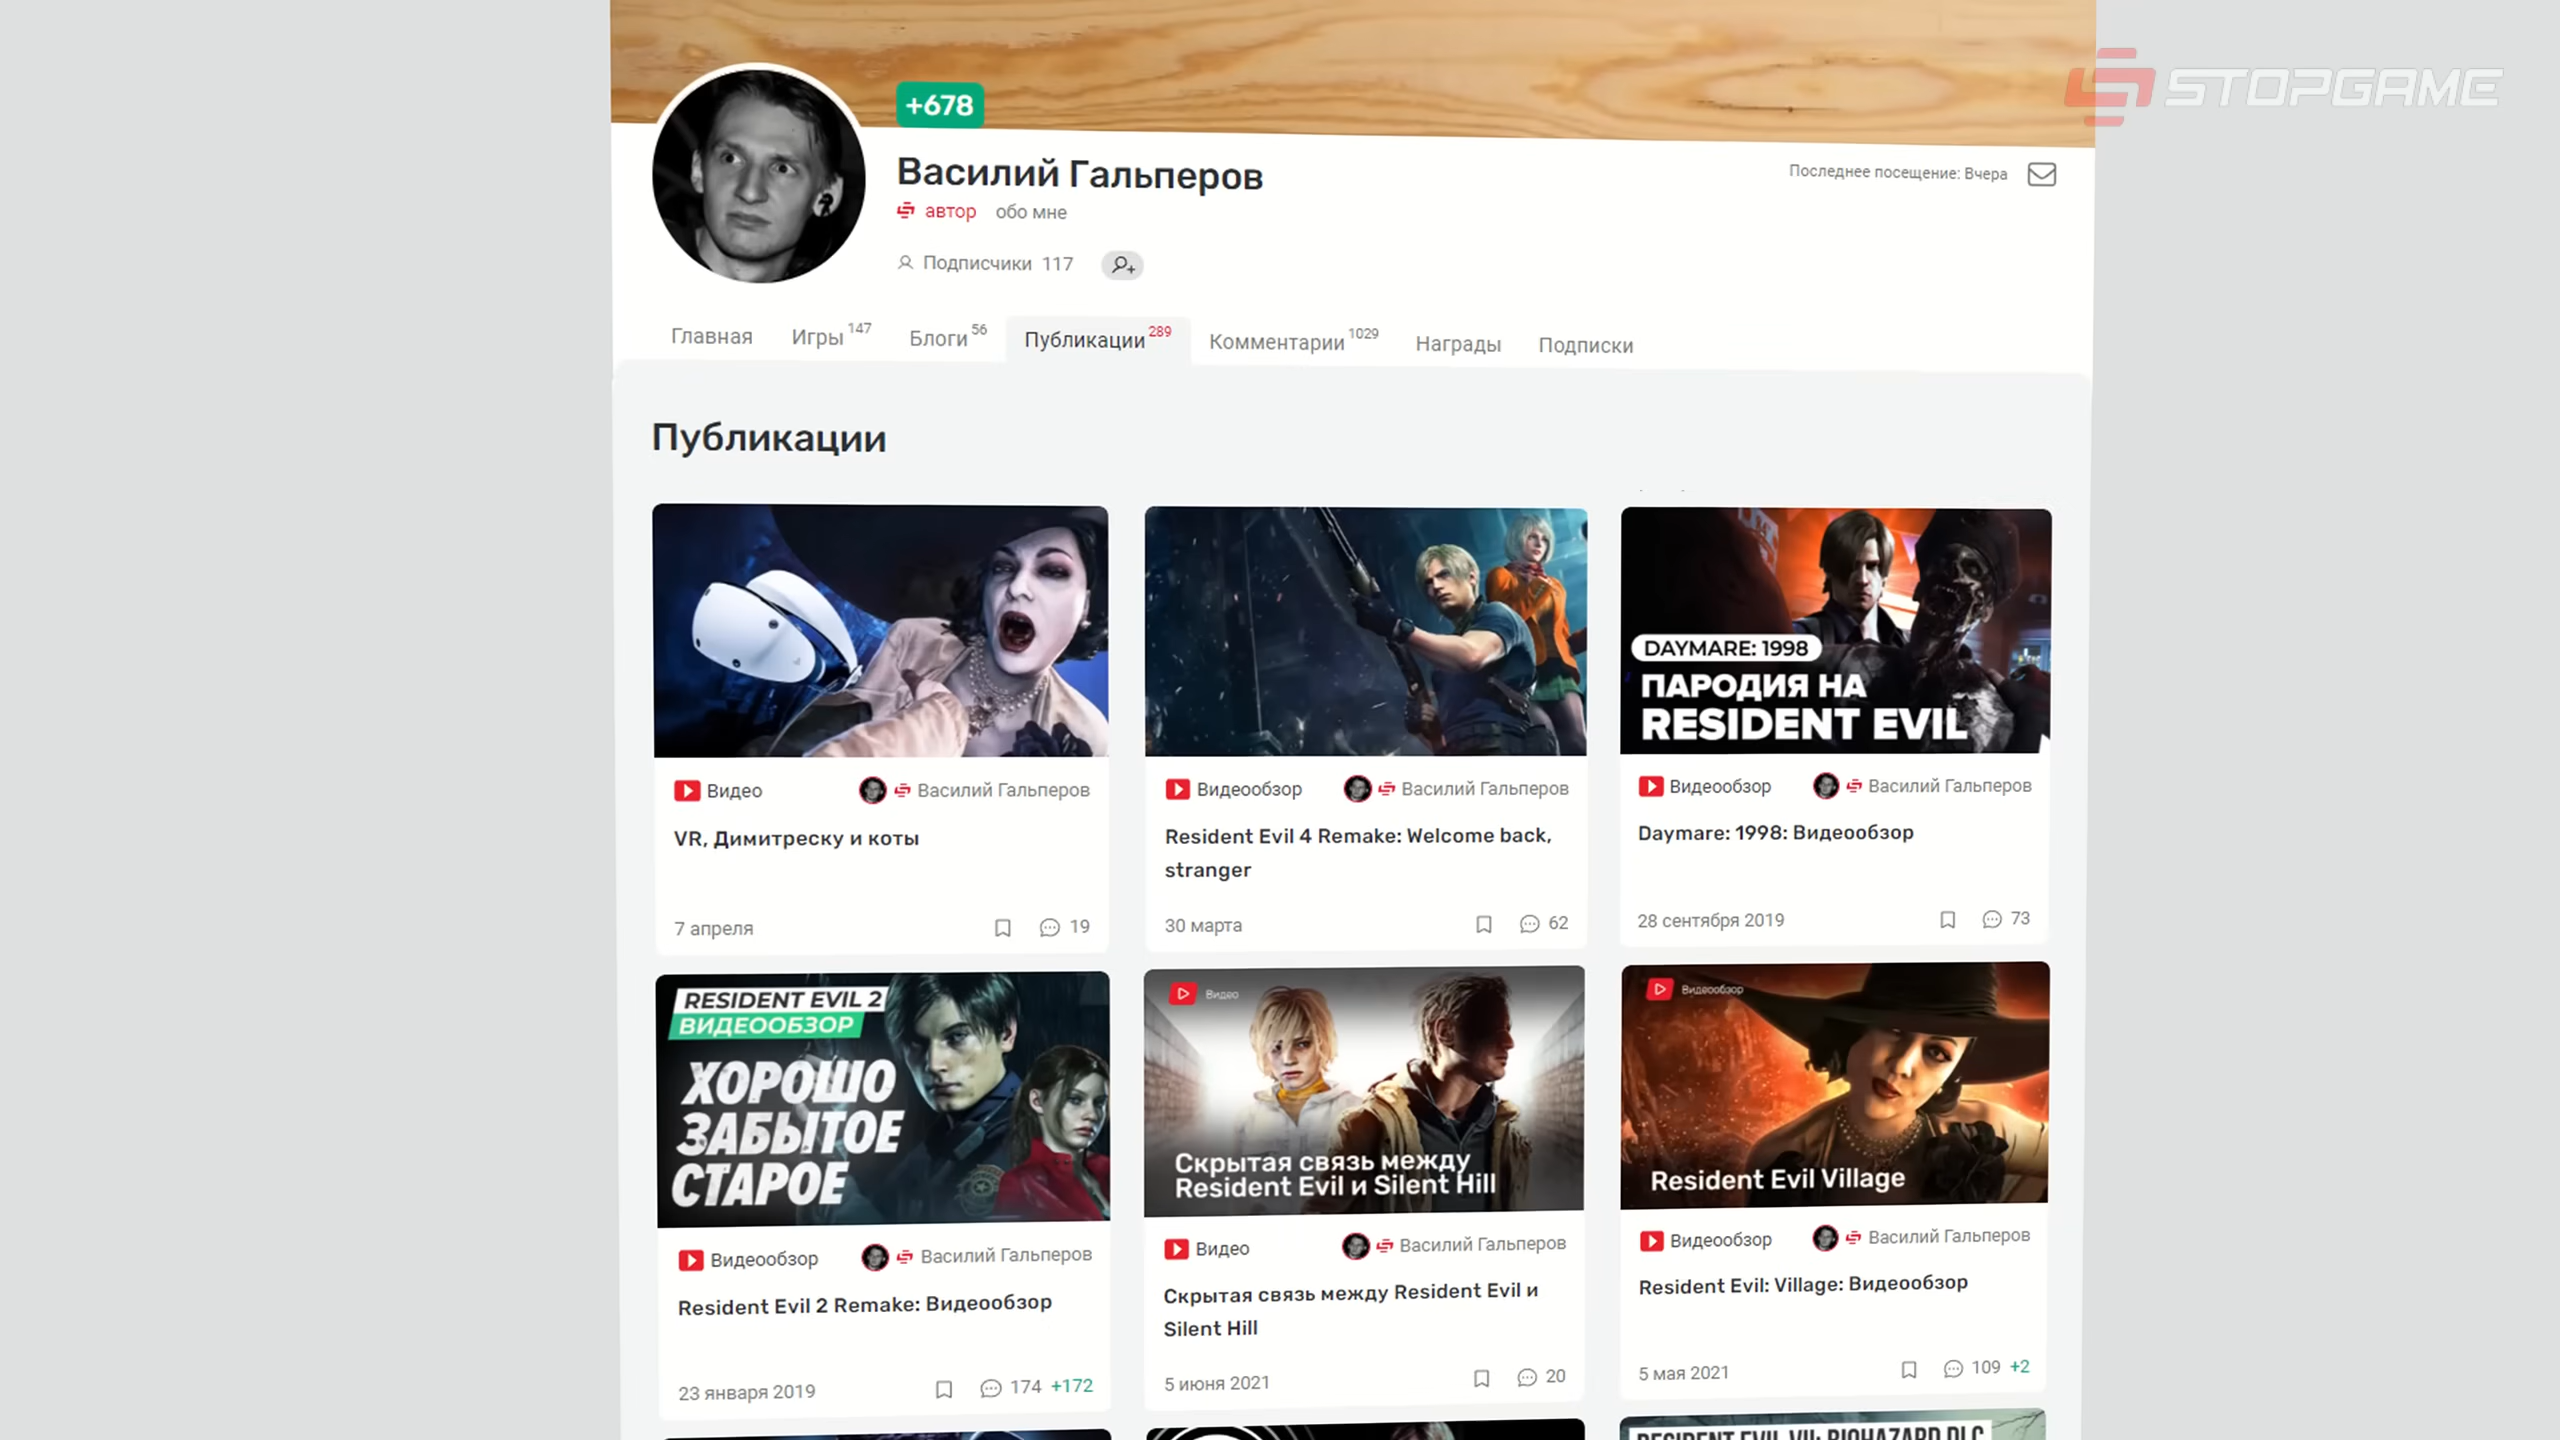 STOPGAME
+678
Василий Гальперов
Последнее посещение: Вчера
автор обо мне
Подписчики 117
Главная Игры 147 Блоги 56 Публикации 289 Комментарии 1029 Награды Подписки
Публикации
DAYMARE: 1998
ПАРОДИЯ НА
RESIDENT EVIL
Видео Василий Гальперов
VR, Димитреску и коты
7 апреля 19
Видеообзор Василий Гальперов
Resident Evil 4 Remake: Welcome back,
stranger
30 марта 62
Видеообзор Василий Гальперов
Daymare: 1998: Видеообзор
28 сентября 2019 73
RESIDENT EVIL 2
ВИДЕООБЗОР
ХОРОШО
ЗАБЫТОЕ
СТАРОЕ
Видеообзор Василий Гальперов
Resident Evil 2 Remake: Видеообзор
23 января 2019 174 +172
Видео
Скрытая связь между
Resident Evil и Silent Hill
Видео Василий Гальперов
Скрытая связь между Resident Evil и
Silent Hill
5 июня 2021 20
Видеообзор
Resident Evil Village
Видеообзор Василий Гальперов
Resident Evil: Village: Видеообзор
5 мая 2021 109 +2
RESIDENT EVIL VII: BIOHAZARD DLC